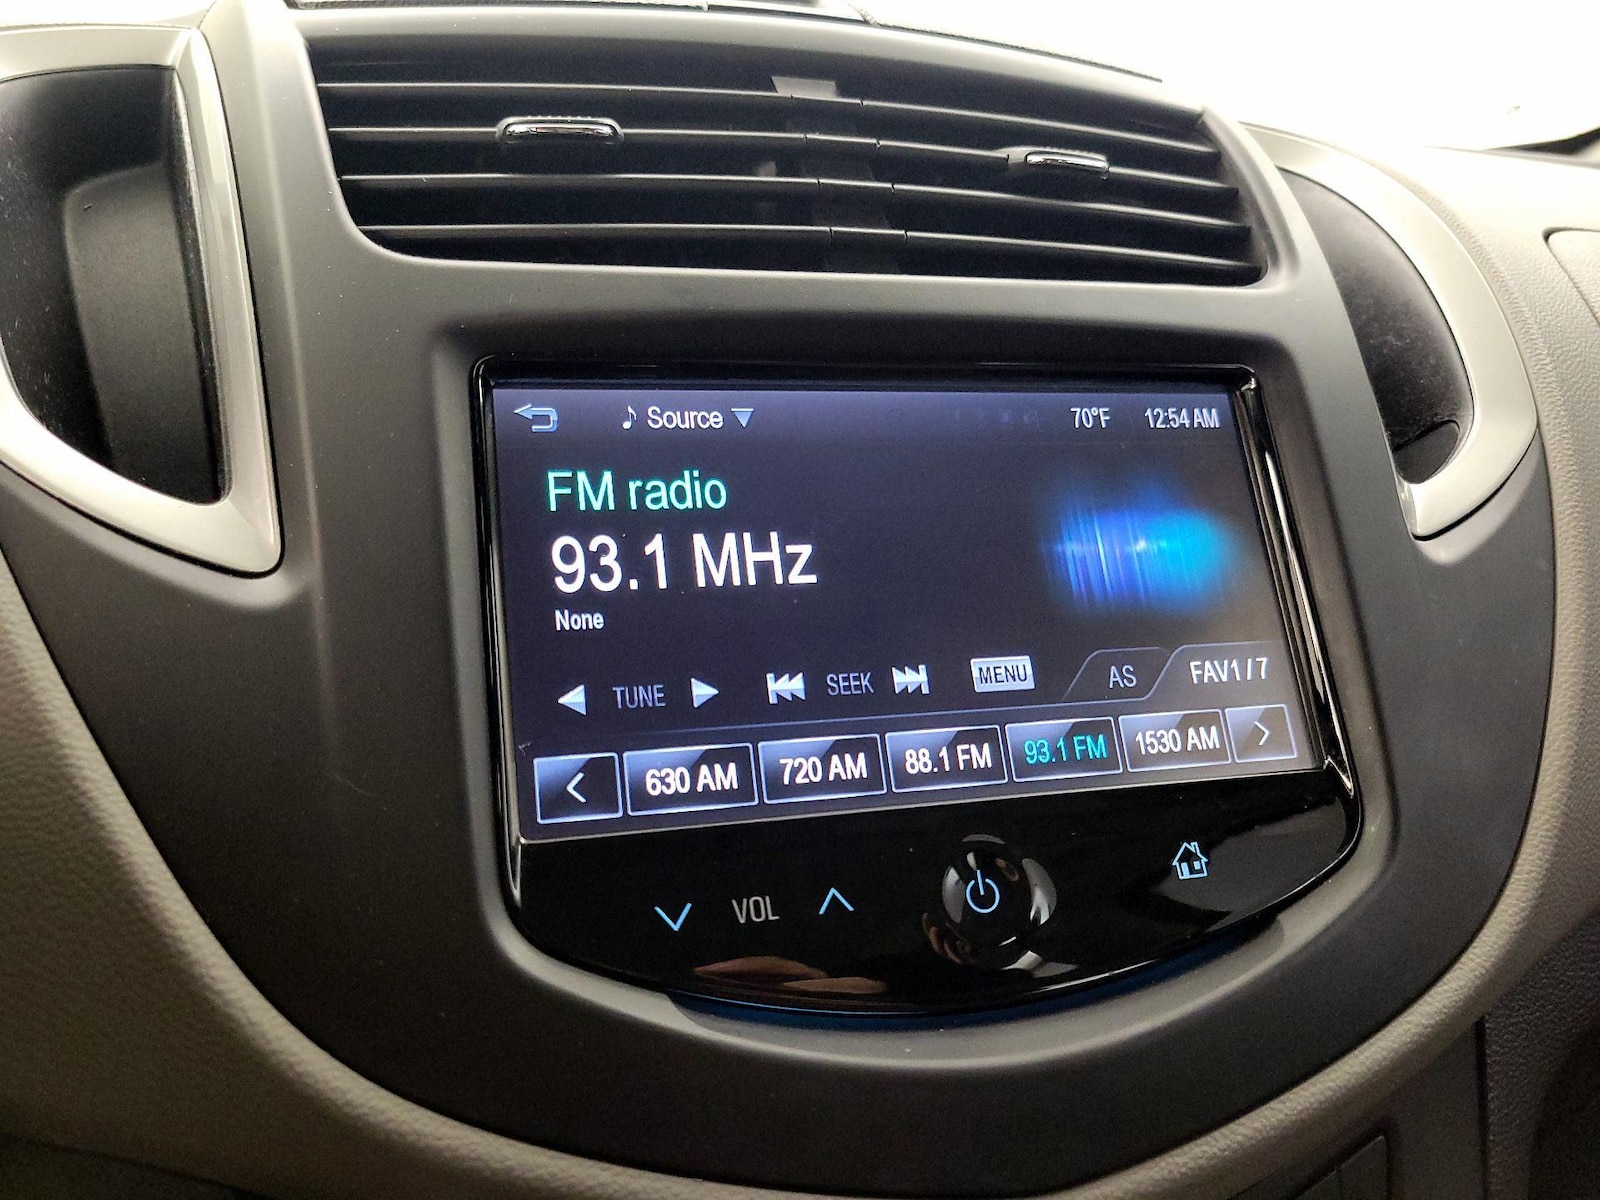 Source 70°F 12:54 AM
FM radio
93.1 MHz
None
TUNE SEEK MENU AS FAV1/7
< 630 AM 720 AM 88.1 FM 93.1 FM 1530 AM >
VOL